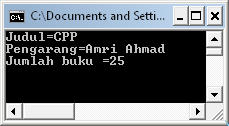 C:\Documents and Setti...
Judul=CPP
Pengarang=Amri Ahmad
Jumlah buku =25